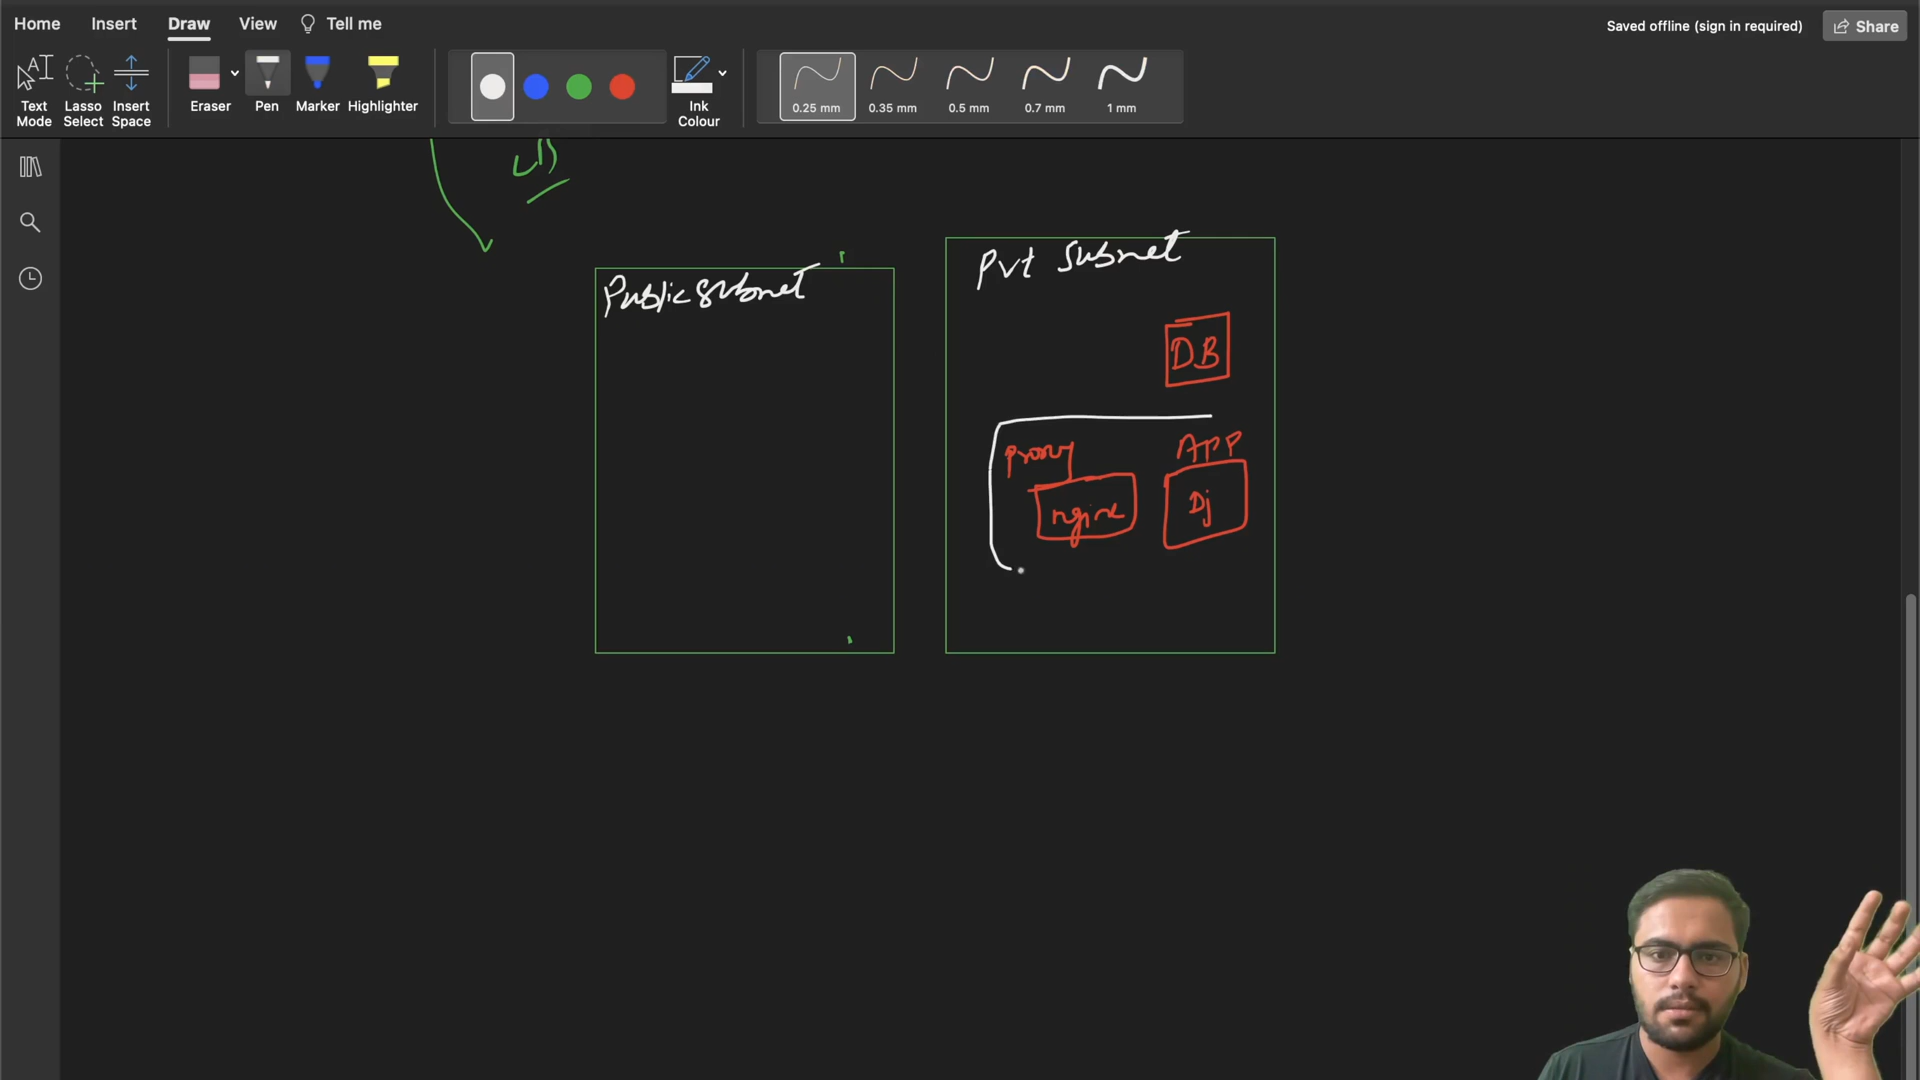 Home Insert Draw View Tell me
Saved offline (sign in required) Share
Text Mode
Lasso Select
Insert Space
Eraser
Pen
Marker
Highlighter
Ink Colour
0.25 mm 0.35 mm 0.5 mm 0.7 mm 1 mm
LB
Public subnet
Pvt Subnet
DB
proxy
APP
nginx
Dj